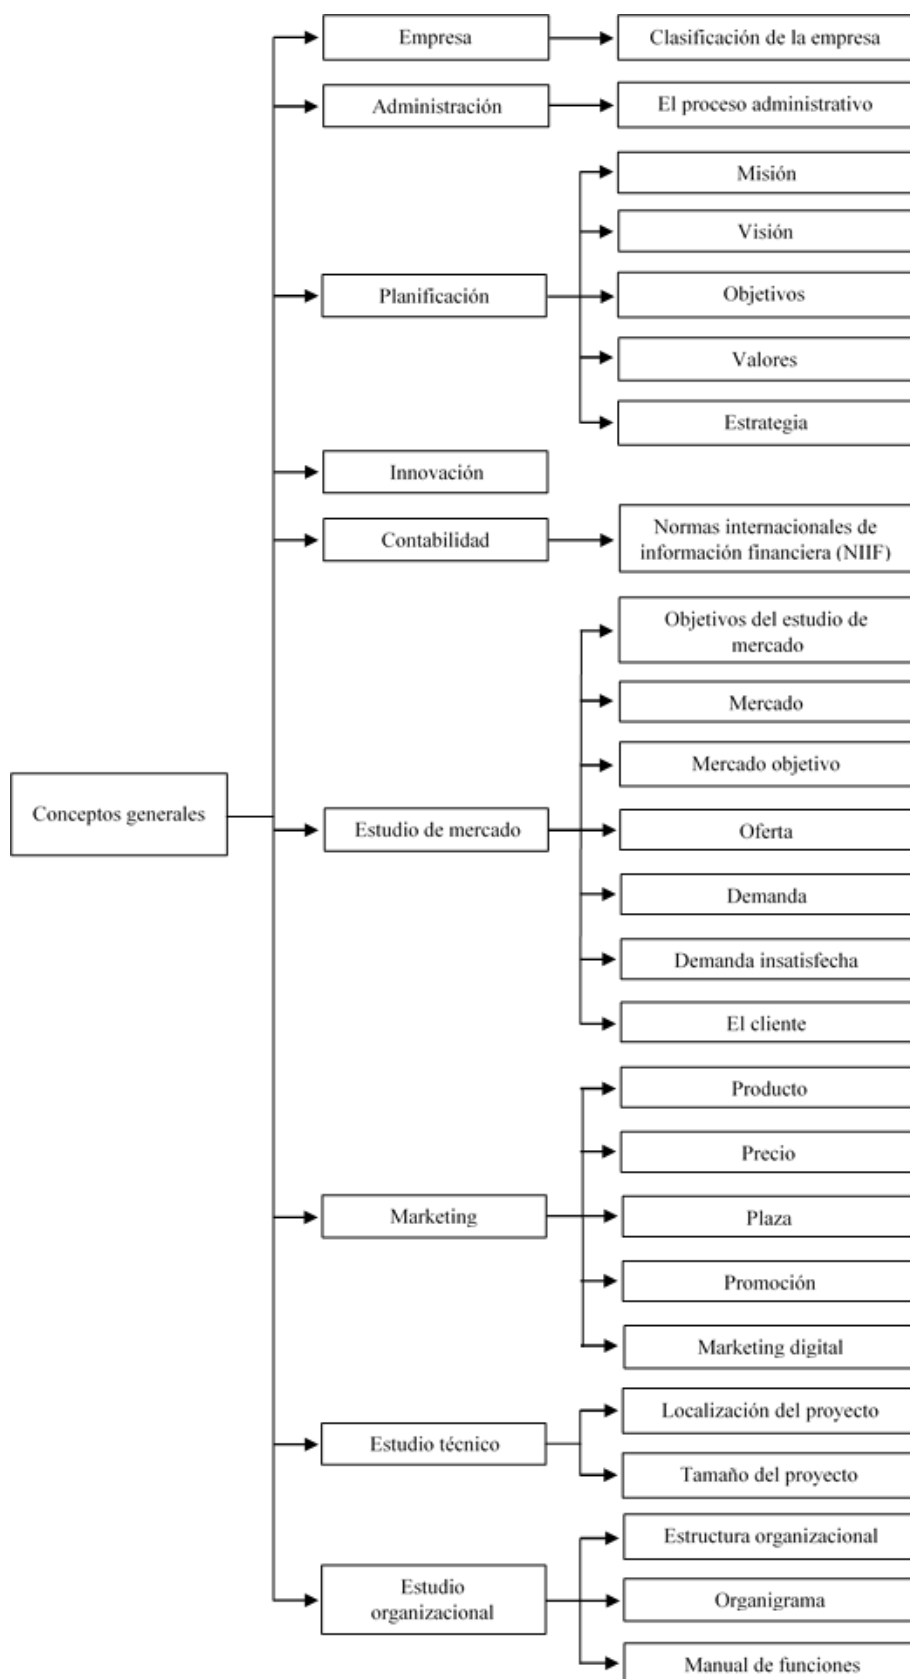 Empresa
Clasificación de la empresa
Administración
El proceso administrativo
Misión
Visión
Planificación
Objetivos
Valores
Estrategia
Innovación
Contabilidad
Normas internacionales de
información financiera (NIIF)
Objetivos del estudio de
mercado
Mercado
Mercado objetivo
Conceptos generales
Estudio de mercado
Oferta
Demanda
Demanda insatisfecha
El cliente
Producto
Precio
Marketing
Plaza
Promoción
Marketing digital
Localización del proyecto
Estudio técnico
Tamaño del proyecto
Estructura organizacional
Estudio
organizacional
Organigrama
Manual de funciones